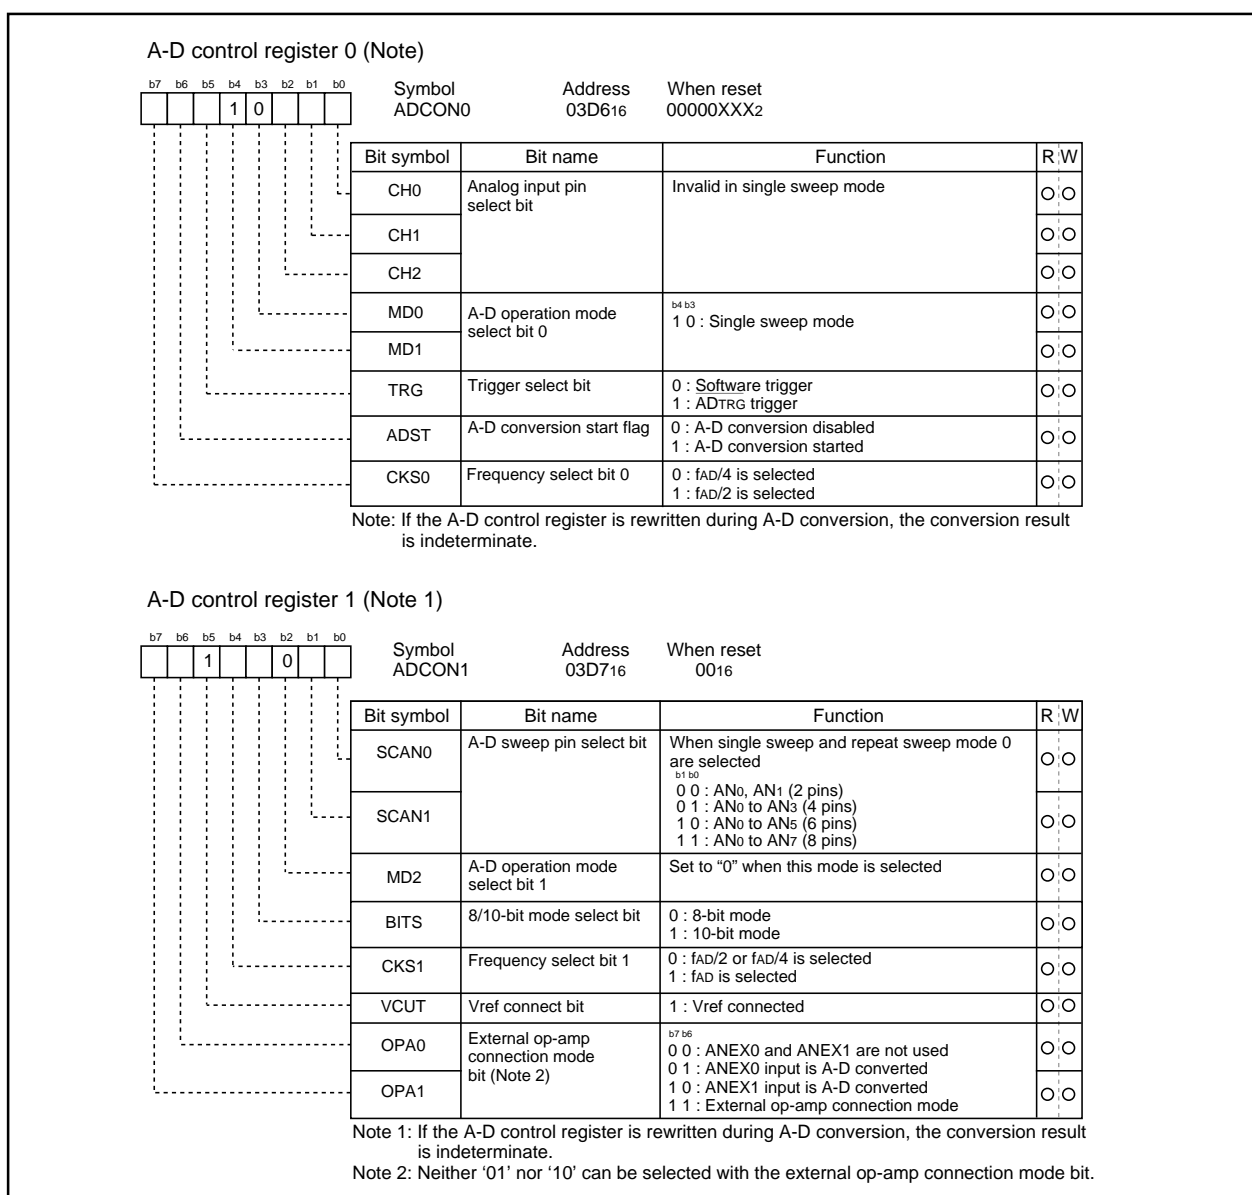 A-D control register 0 (Note)
b7 b6 b5 b4 b3 b2 b1 b0
1 0
Symbol Address When reset
ADCON0 03D616 00000XXX2
Bit symbol Bit name Function R W
CH0 Analog input pin select bit Invalid in single sweep mode
CH1
CH2
MD0 A-D operation mode select bit 0 b4 b3
1 0 : Single sweep mode
MD1
TRG Trigger select bit 0 : Software trigger
1 : ADTRG trigger
ADST A-D conversion start flag 0 : A-D conversion disabled
1 : A-D conversion started
CKS0 Frequency select bit 0 0 : fAD/4 is selected
1 : fAD/2 is selected
Note: If the A-D control register is rewritten during A-D conversion, the conversion result
is indeterminate.
A-D control register 1 (Note 1)
b7 b6 b5 b4 b3 b2 b1 b0
1 0
Symbol Address When reset
ADCON1 03D716 0016
Bit symbol Bit name Function R W
SCAN0 A-D sweep pin select bit When single sweep and repeat sweep mode 0
are selected
b1 b0
0 0 : AN0, AN1 (2 pins)
0 1 : AN0 to AN3 (4 pins)
SCAN1 1 0 : AN0 to AN5 (6 pins)
1 1 : AN0 to AN7 (8 pins)
MD2 A-D operation mode select bit 1 Set to “0” when this mode is selected
BITS 8/10-bit mode select bit 0 : 8-bit mode
1 : 10-bit mode
CKS1 Frequency select bit 1 0 : fAD/2 or fAD/4 is selected
1 : fAD is selected
VCUT Vref connect bit 1 : Vref connected
OPA0 External op-amp connection mode bit (Note 2) b7 b6
0 0 : ANEX0 and ANEX1 are not used
0 1 : ANEX0 input is A-D converted
OPA1 1 0 : ANEX1 input is A-D converted
1 1 : External op-amp connection mode
Note 1: If the A-D control register is rewritten during A-D conversion, the conversion result
is indeterminate.
Note 2: Neither ‘01’ nor ‘10’ can be selected with the external op-amp connection mode bit.